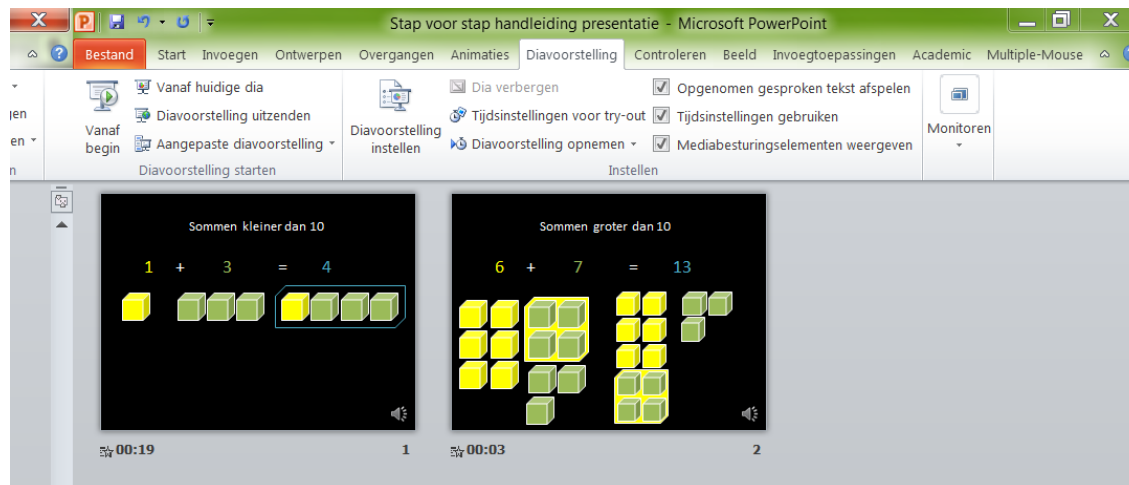 Stap voor stap handleiding presentatie - Microsoft PowerPoint
Bestand Start Invoegen Ontwerpen Overgangen Animaties Diavoorstelling Controleren Beeld Invoegtoepassingen Academic Multiple-Mouse
Vanaf begin
Vanaf huidige dia
Diavoorstelling uitzenden
Aangepaste diavoorstelling
Diavoorstelling starten
Diavoorstelling
instellen
Dia verbergen
Tijdsinstellingen voor try-out
Diavoorstelling opnemen
Opgenomen gesproken tekst afspelen
Tijdsinstellingen gebruiken
Mediabesturingselementen weergeven
Instellen
Monitoren
Sommen kleiner dan 10
1 + 3 = 4
00:19 1
Sommen groter dan 10
6 + 7 = 13
00:03 2